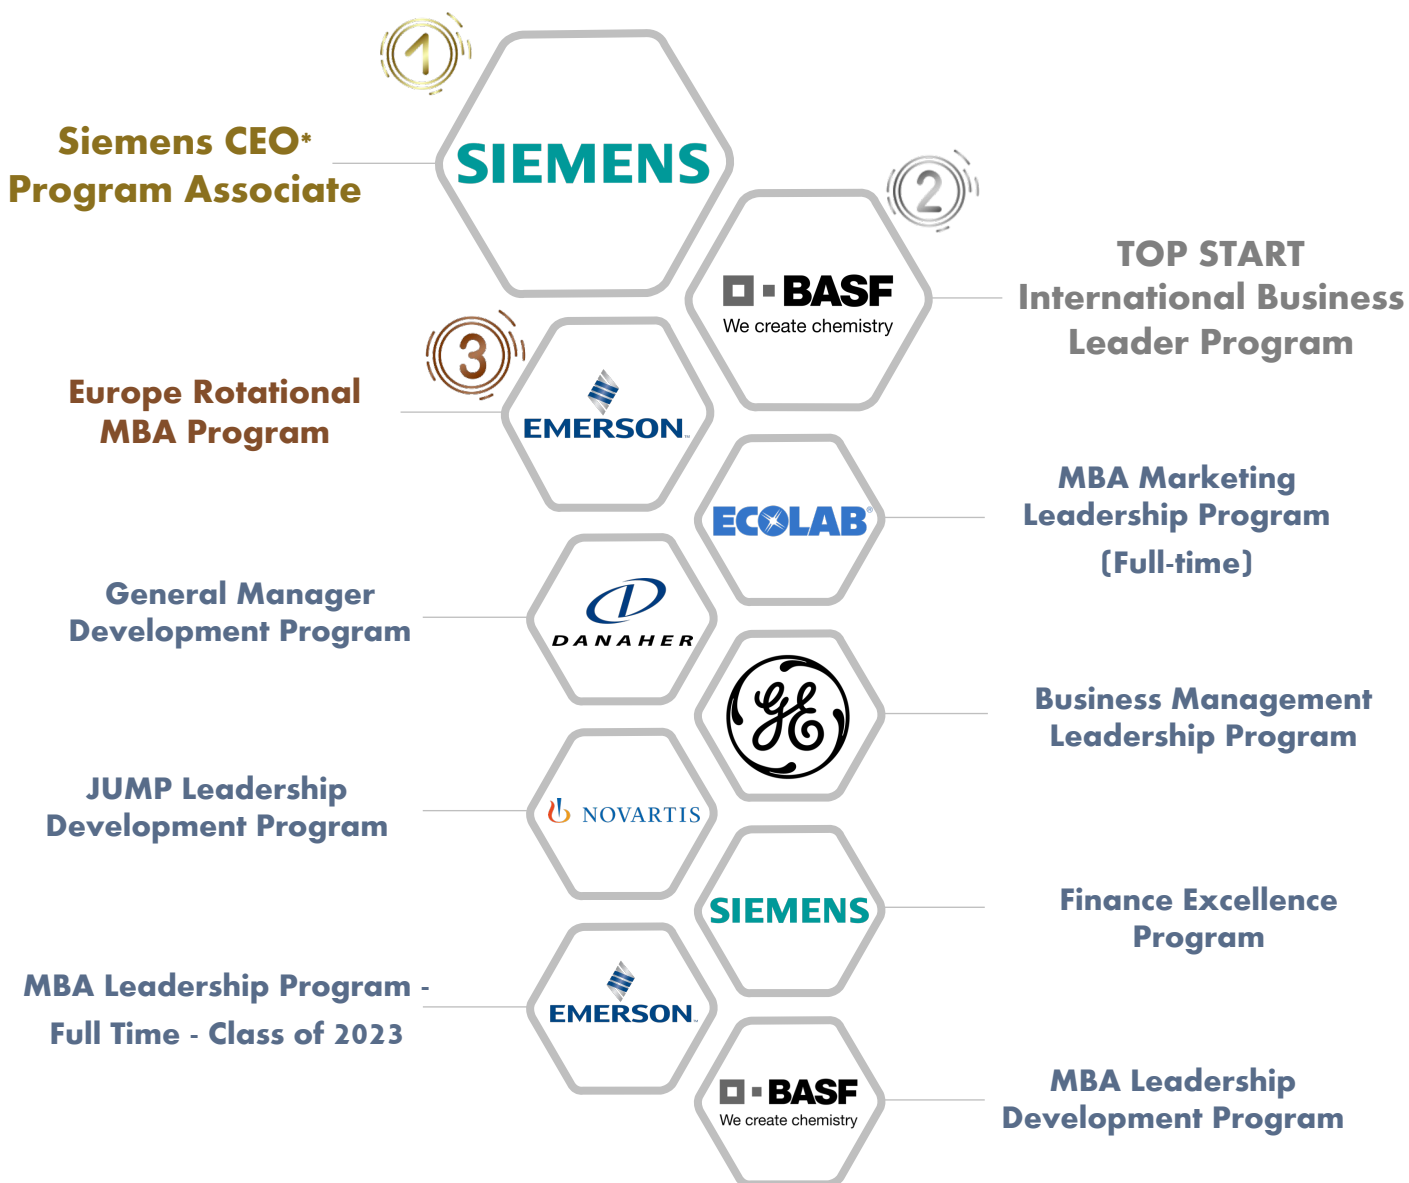 1
SIEMENS
Siemens CEO*
Program Associate
2
BASF
We create chemistry
TOP START
International Business
Leader Program
3
EMERSON™
Europe Rotational
MBA Program
ECOLAB®
MBA Marketing
Leadership Program
(Full-time)
DANAHER
General Manager
Development Program
GE
Business Management
Leadership Program
NOVARTIS
JUMP Leadership
Development Program
SIEMENS
Finance Excellence
Program
EMERSON™
MBA Leadership Program -
Full Time - Class of 2023
BASF
We create chemistry
MBA Leadership
Development Program